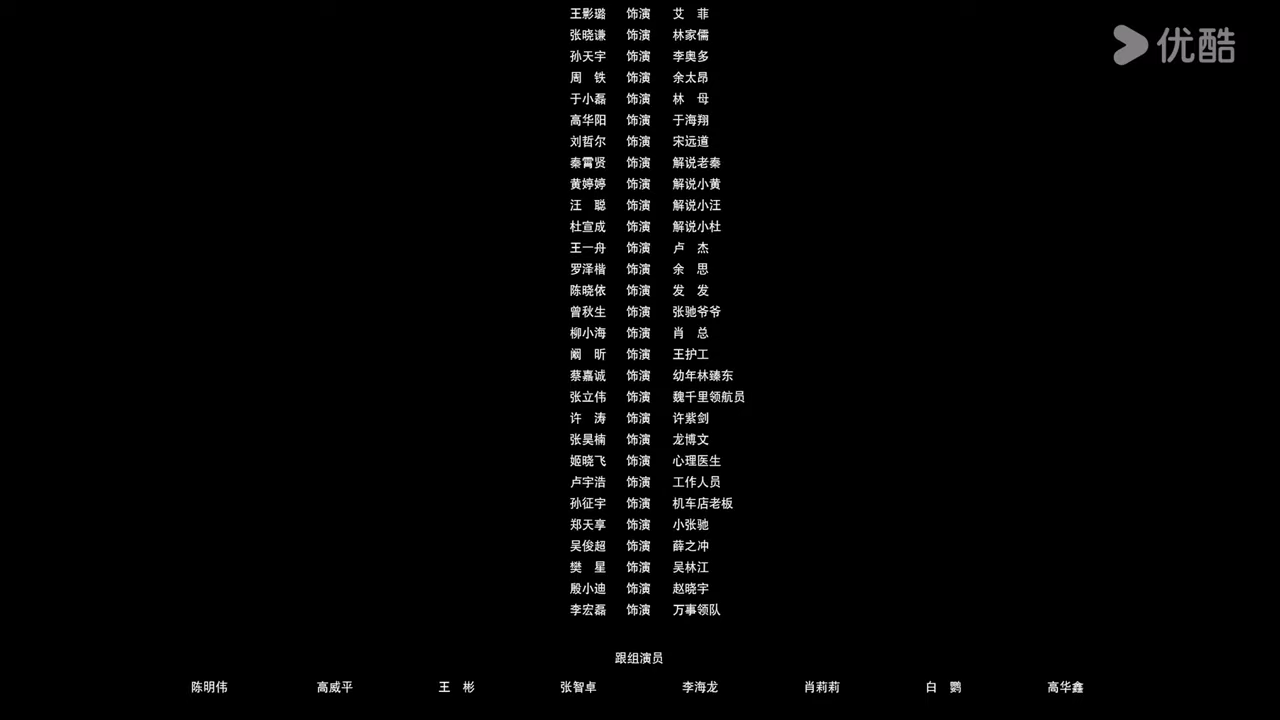 王影璐 饰演 艾 菲
优酷
张晓谦 饰演 林家儒
孙天宇 饰演 李奥多
周 铁 饰演 余太昂
于小磊 饰演 林 母
高华阳 饰演 于海翔
刘哲尔 饰演 宋远道
秦霄贤 饰演 解说老秦
黄婷婷 饰演 解说小黄
汪 聪 饰演 解说小汪
杜宣成 饰演 解说小杜
王一舟 饰演 卢 杰
罗泽楷 饰演 余 思
陈晓依 饰演 发 发
曾秋生 饰演 张驰爷爷
柳小海 饰演 肖 总
阚 昕 饰演 王护工
蔡嘉诚 饰演 幼年林臻东
张立伟 饰演 魏千里领航员
许 涛 饰演 许紫剑
张昊楠 饰演 龙博文
姬晓飞 饰演 心理医生
卢宇浩 饰演 工作人员
孙征宇 饰演 机车店老板
郑天享 饰演 小张驰
吴俊超 饰演 薛之冲
樊 星 饰演 吴林江
殷小迪 饰演 赵晓宇
李宏磊 饰演 万事领队
跟组演员
陈明伟 高威平 王 彬 张智卓 李海龙 肖莉莉 白 鹦 高华鑫